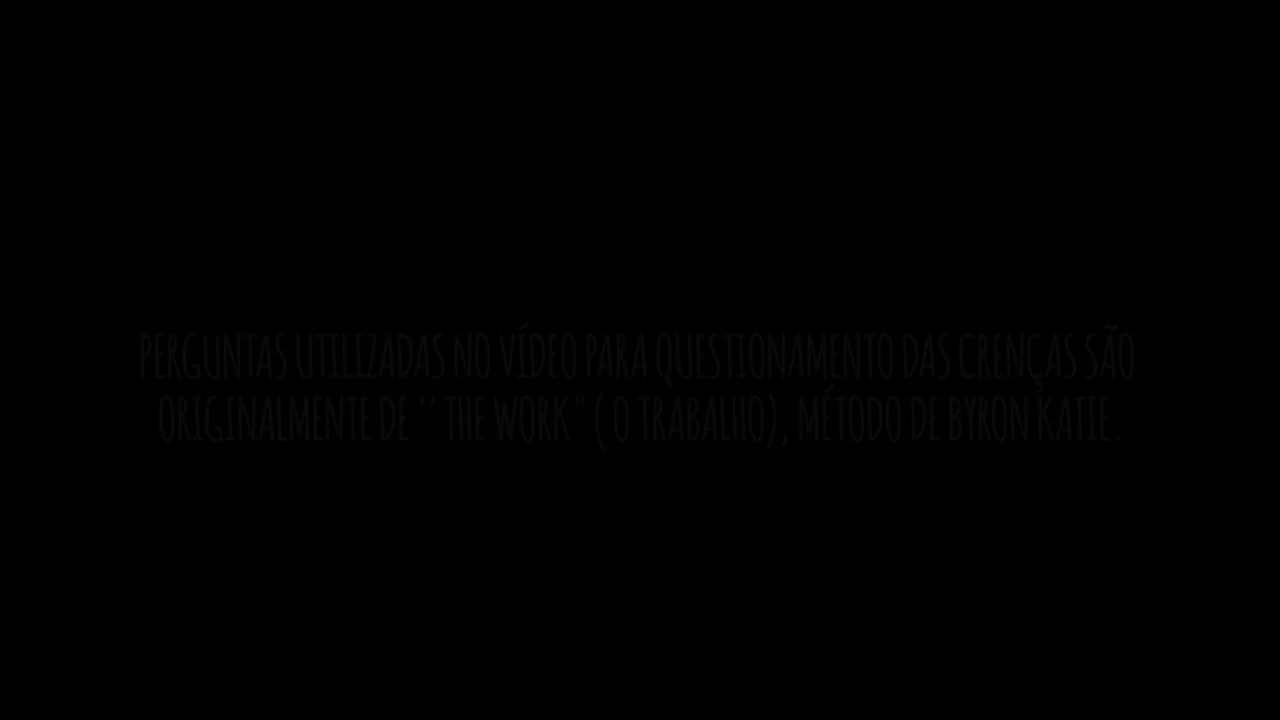 PERGUNTAS UTILIZADAS NO VÍDEO PARA QUESTIONAMENTO DAS CRENÇAS SÃO
ORIGINALMENTE DE '' THE WORK" ( O TRABALHO), MÉTODO DE BYRON KATIE.